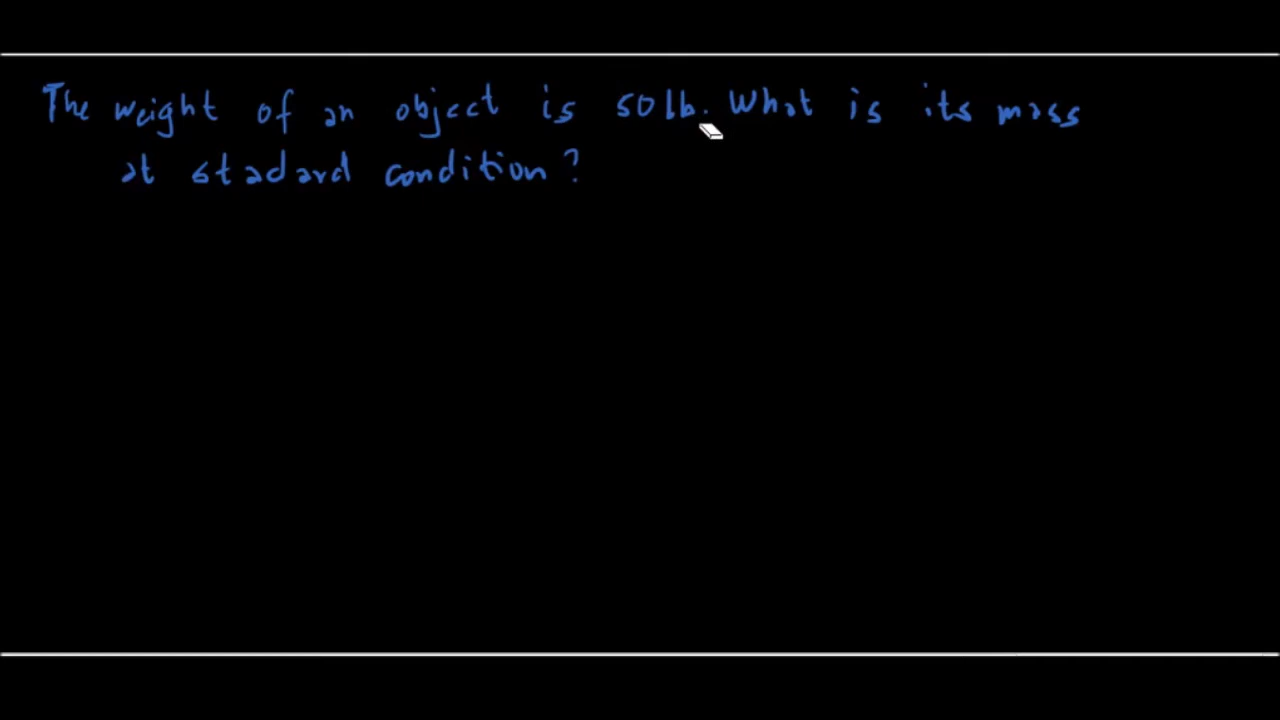 The weight of an object is 50lb. What is its mass
at stadard condition?